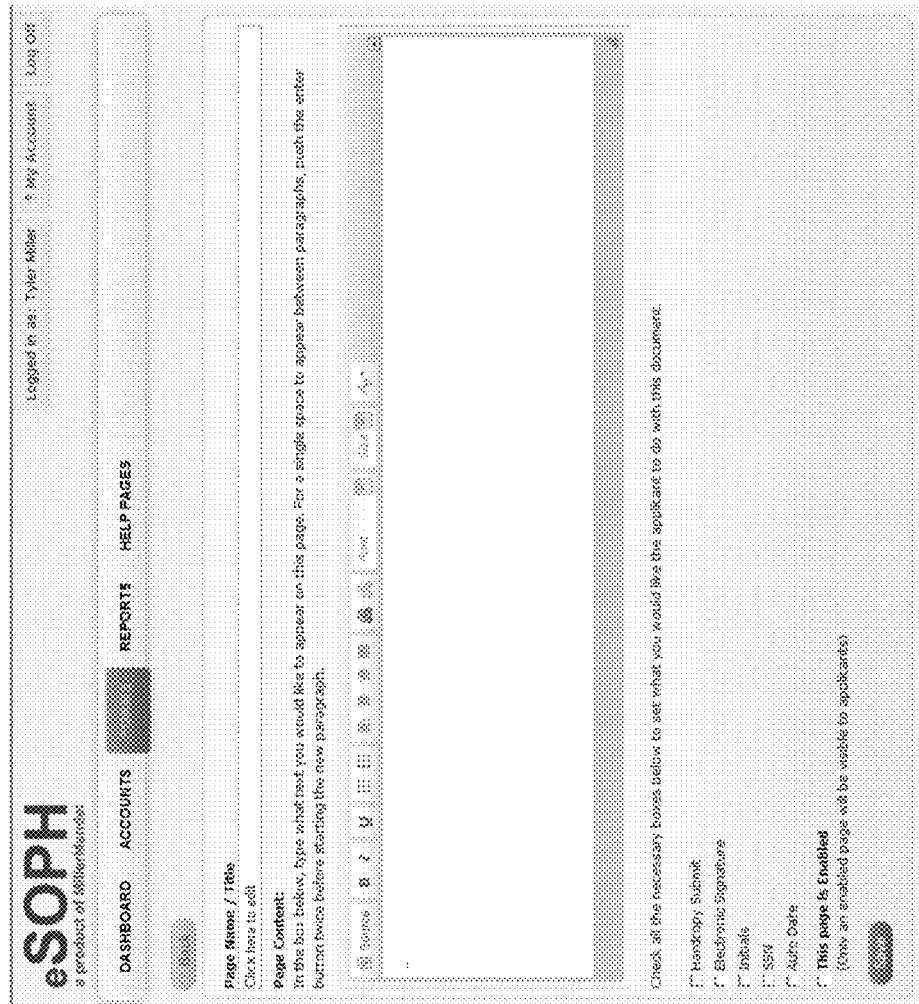 eSOPH
a product of MillerMendel
Logged in as: Tyler Miller
My Account
Log Off
DASHBOARD
ACCOUNTS
REPORTS
HELP PAGES
Page Name / Title
Click here to edit
Page Content:
In the box below, type what text you would like to appear on this page. For a single space to appear between paragraphs, push the enter
button twice before starting the new paragraph.
Source
B
I
U
Font
Size
Check all the necessary boxes below to set what you would like the applicant to do with this document.
Hardcopy Submit
Electronic Signature
Initials
SSN
Auto Date
This page is Enabled
(Only an enabled page will be visible to applicants)